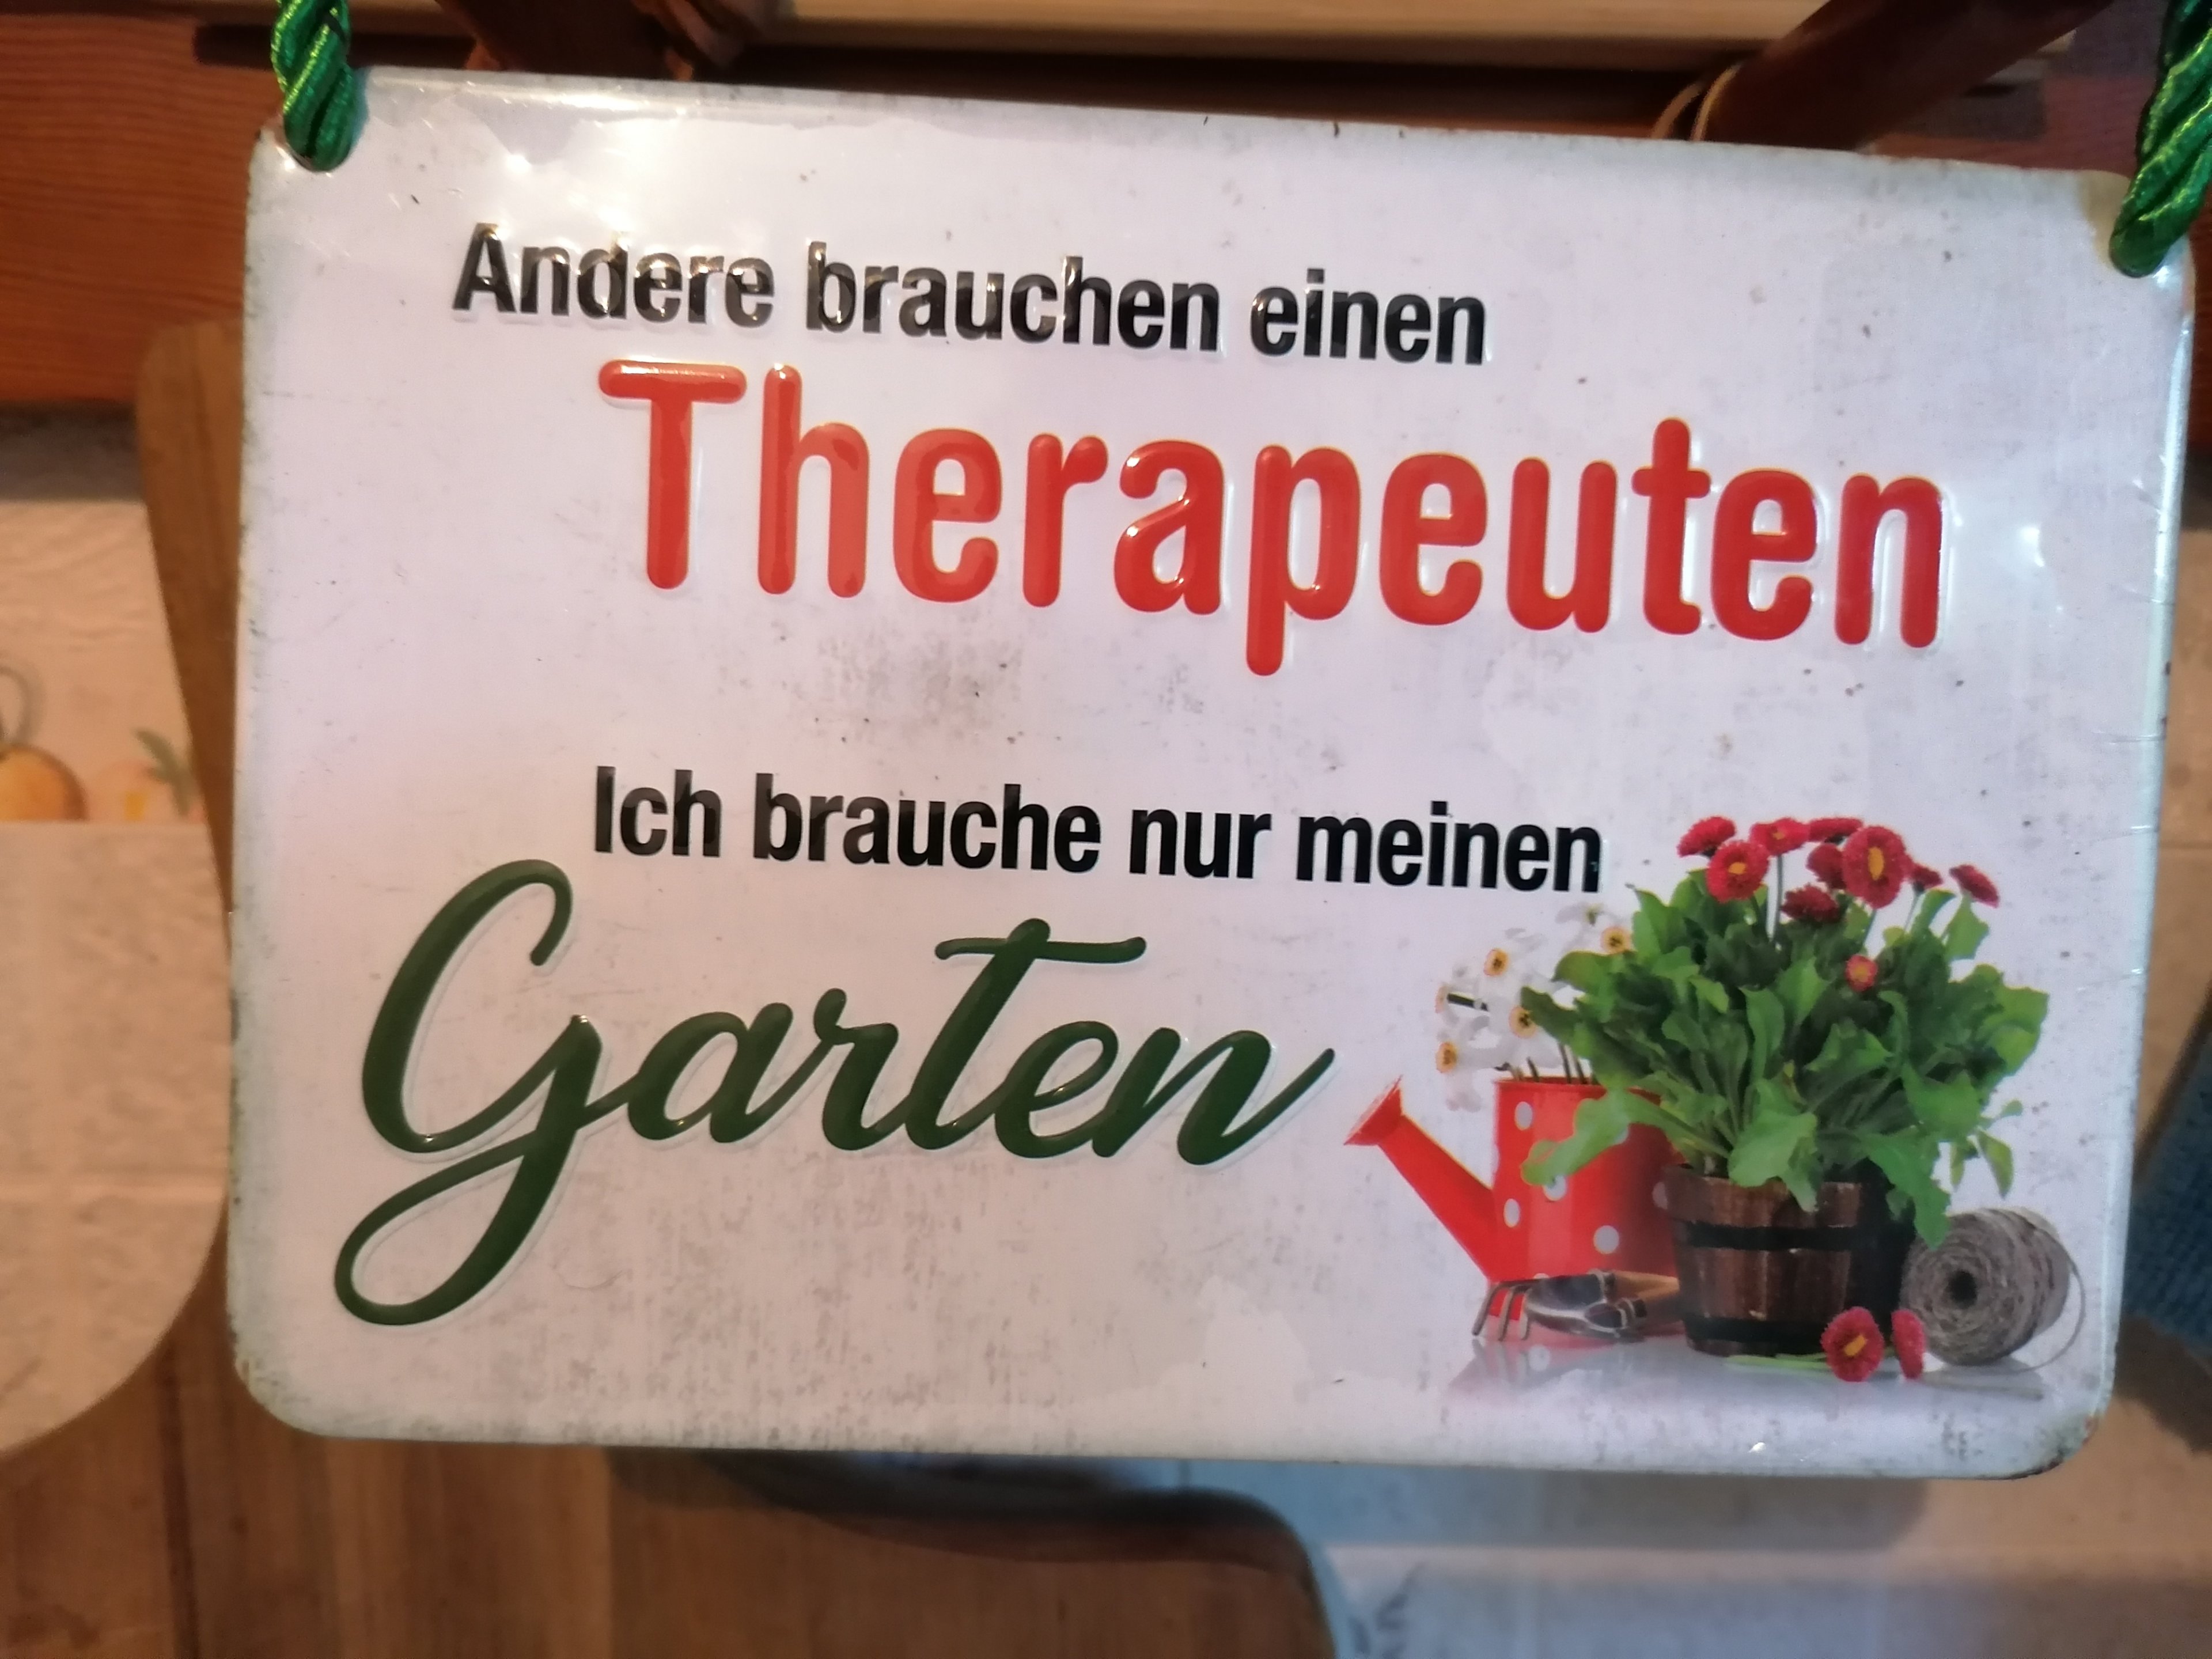 Andere brauchen einen
Therapeuten
Ich brauche nur meinen
Garten